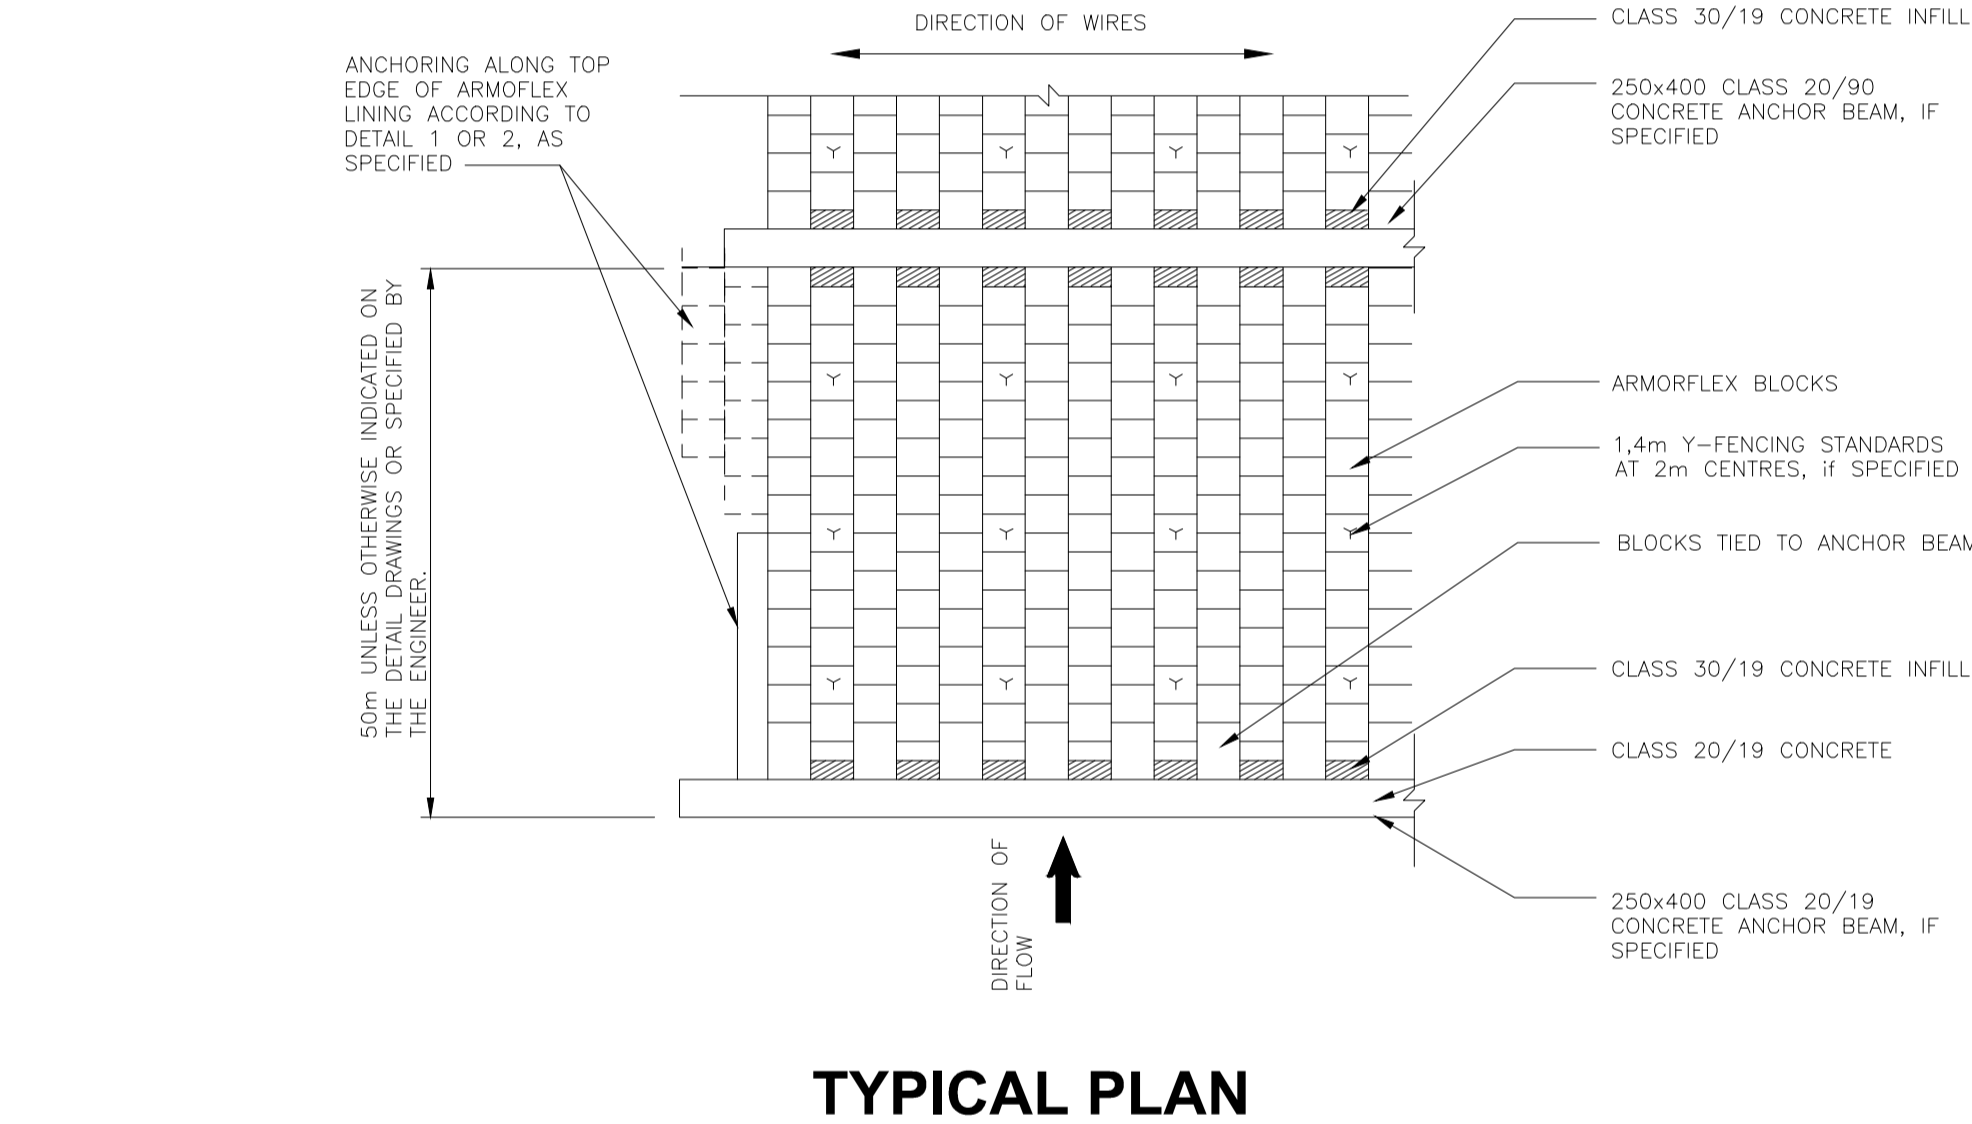 DIRECTION OF WIRES
ANCHORING ALONG TOP
EDGE OF ARMOFLEX
LINING ACCORDING TO
DETAIL 1 OR 2, AS
SPECIFIED
CLASS 30/19 CONCRETE INFILL
250x400 CLASS 20/90
CONCRETE ANCHOR BEAM, IF
SPECIFIED
50m UNLESS OTHERWISE INDICATED ON
THE DETAIL DRAWINGS OR SPECIFIED BY
THE ENGINEER.
ARMORFLEX BLOCKS
1,4m Y-FENCING STANDARDS
AT 2m CENTRES, if SPECIFIED
BLOCKS TIED TO ANCHOR BEAM
CLASS 30/19 CONCRETE INFILL
CLASS 20/19 CONCRETE
250x400 CLASS 20/19
CONCRETE ANCHOR BEAM, IF
SPECIFIED
DIRECTION OF
FLOW
TYPICAL PLAN